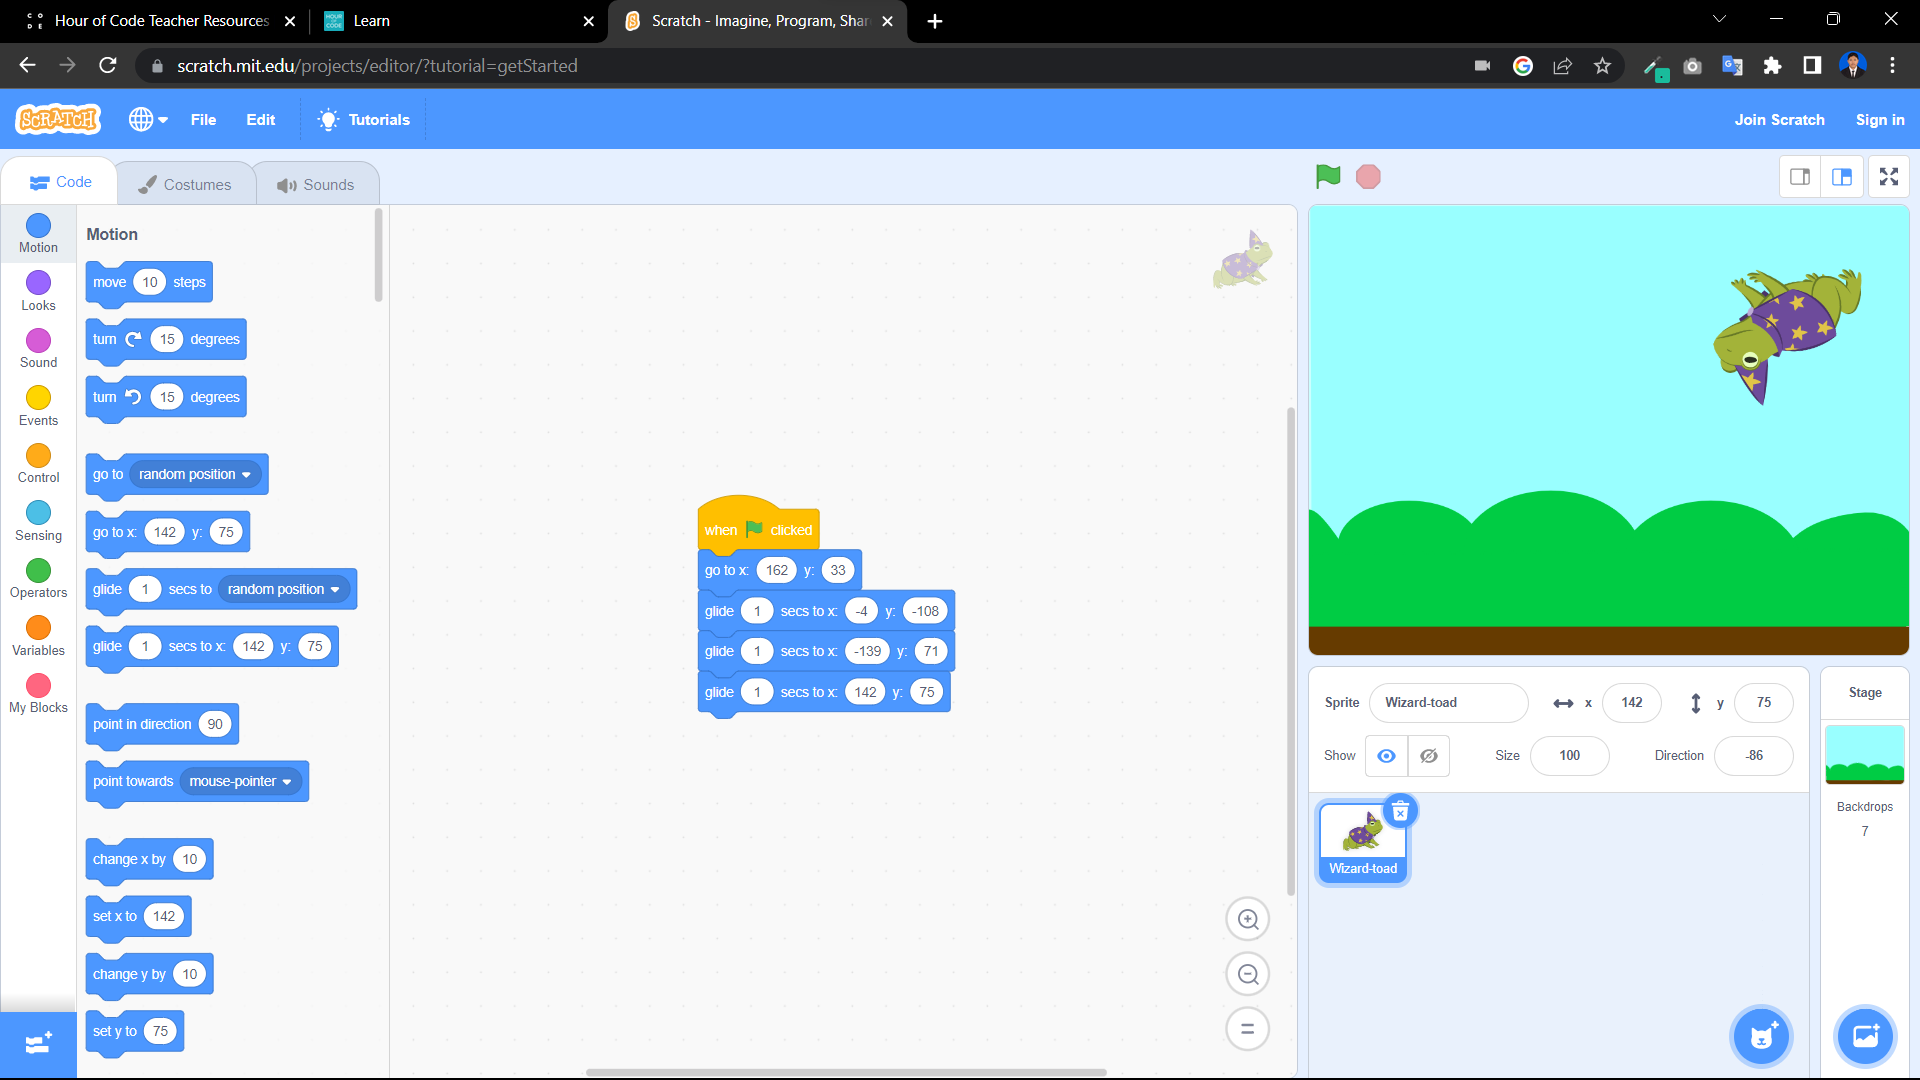 Hour of Code Teacher Resources
Learn
Scratch - Imagine, Program, Shar
scratch.mit.edu/projects/editor/?tutorial=getStarted
SCRATCH
File
Edit
Tutorials
Join Scratch
Sign in
Code
Costumes
Sounds
Motion
Looks
Sound
Events
Control
Sensing
Operators
Variables
My Blocks
Motion
move 10 steps
turn 15 degrees
turn 15 degrees
go to random position
go to x: 142 y: 75
glide 1 secs to random position
glide 1 secs to x: 142 y: 75
point in direction 90
point towards mouse-pointer
change x by 10
set x to 142
change y by 10
set y to 75
when clicked
go to x: 162 y: 33
glide 1 secs to x: -4 y: -108
glide 1 secs to x: -139 y: 71
glide 1 secs to x: 142 y: 75
Sprite Wizard-toad x 142 y 75
Show Size 100 Direction -86
Wizard-toad
Stage
Backdrops
7